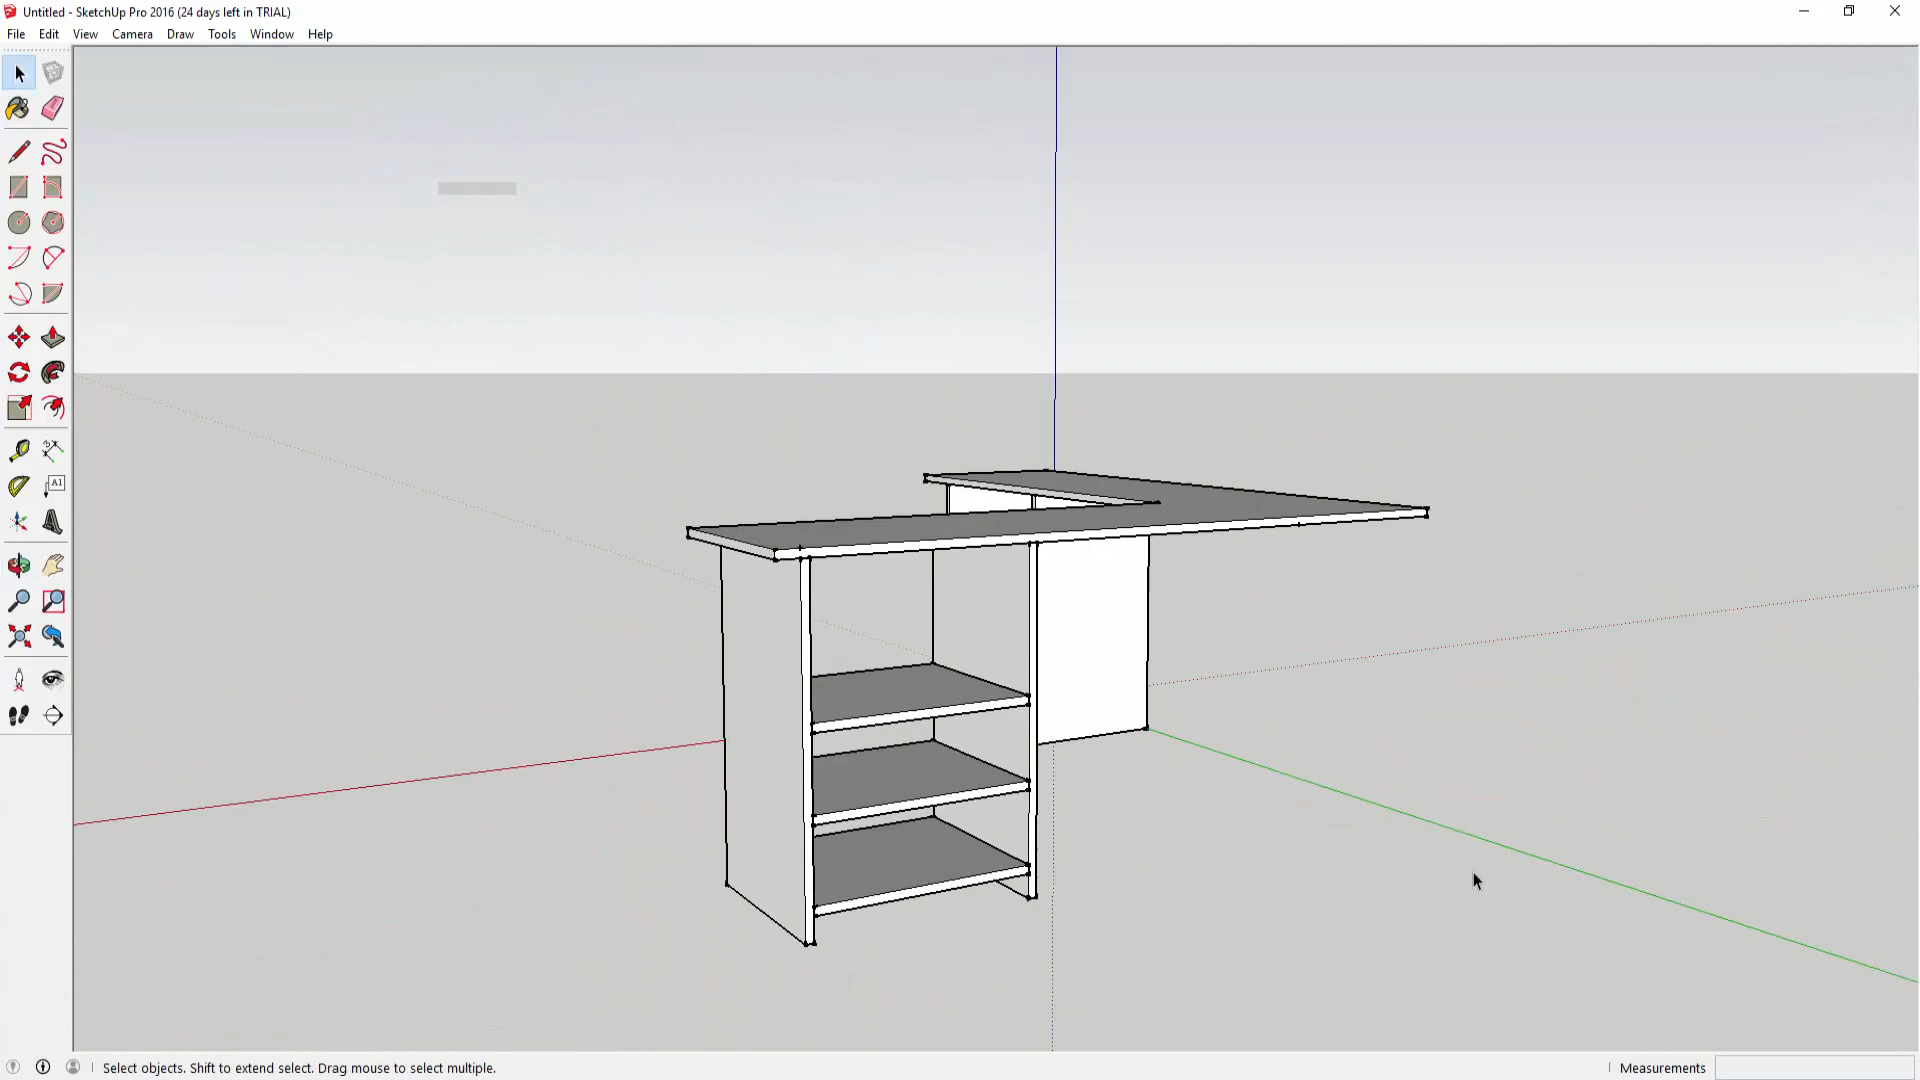 Untitled - SketchUp Pro 2016 (24 days left in TRIAL)
File Edit View Camera Draw Tools Window Help
A1
Select objects. Shift to extend select. Drag mouse to select multiple.
Measurements